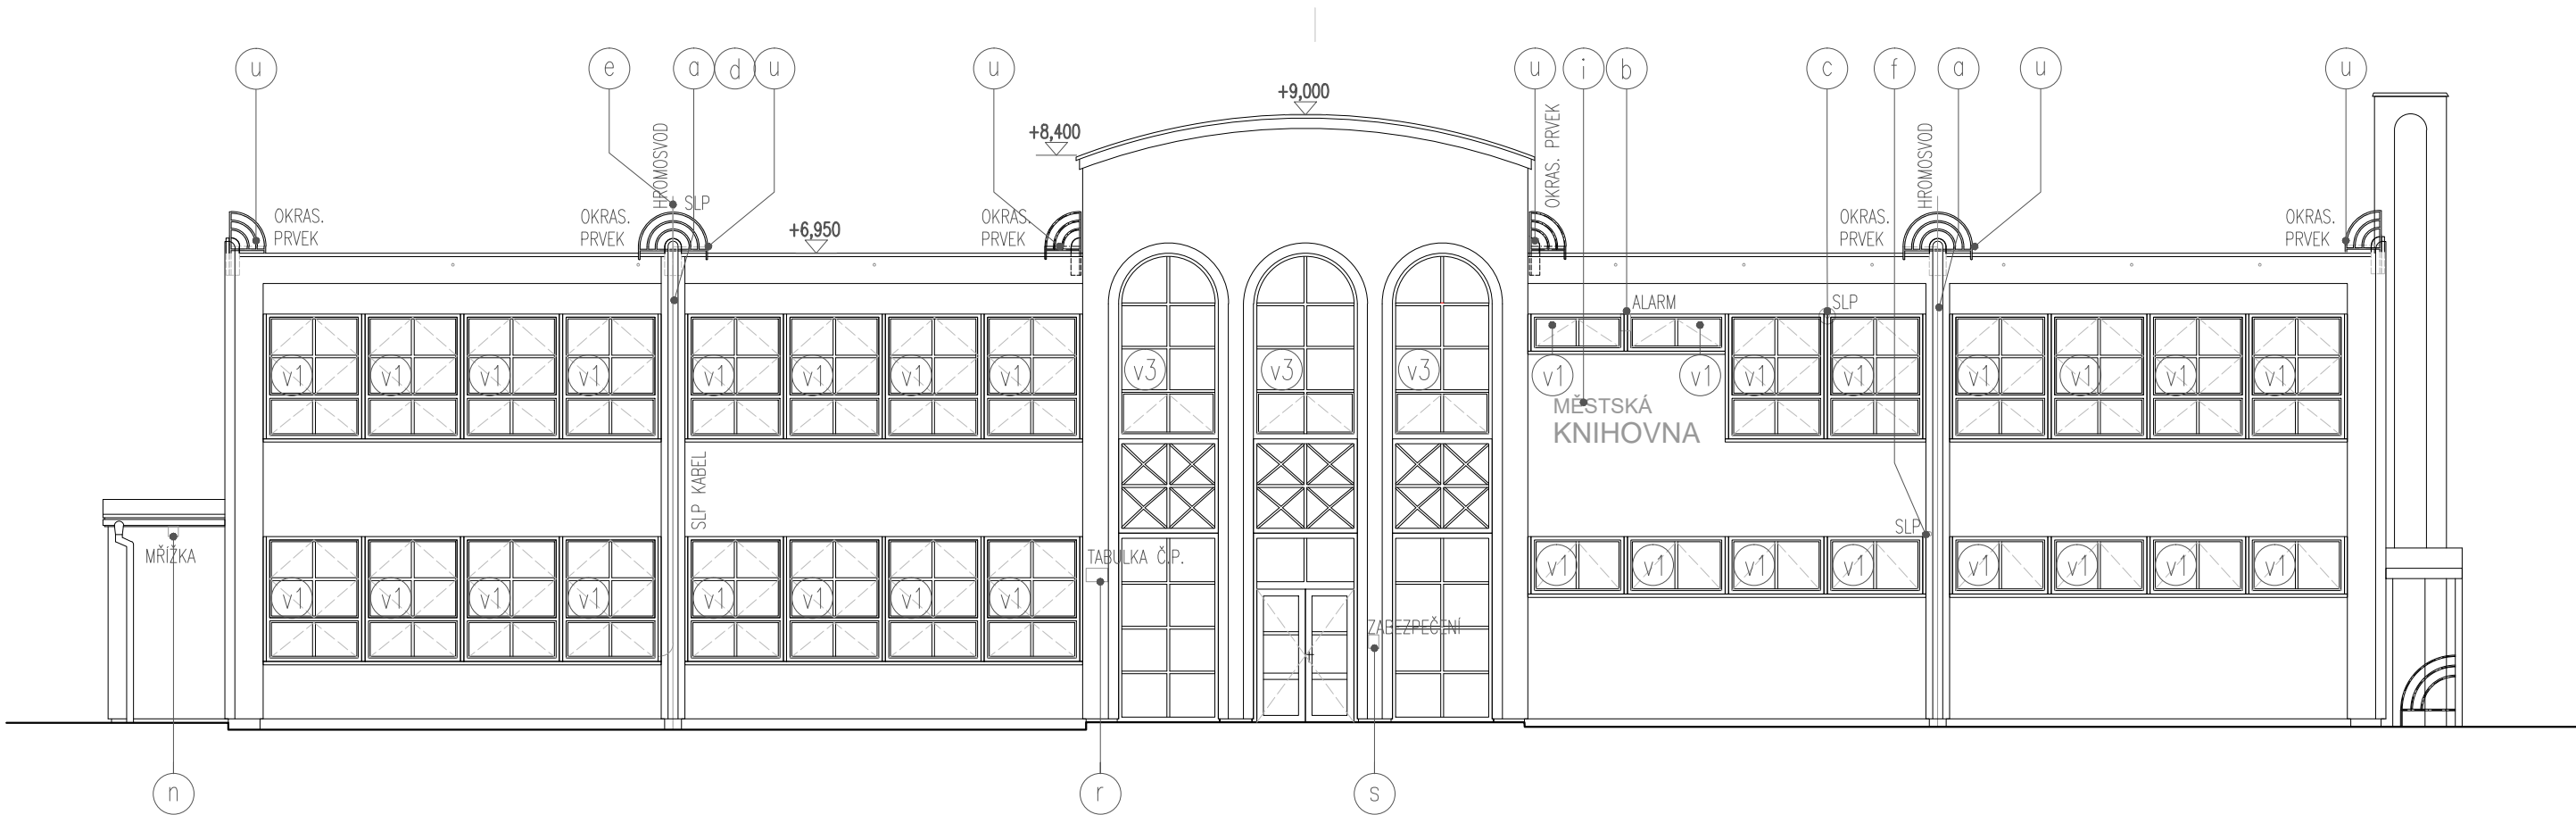 u e a d u u u i b c f a u u
+9,000
+8,400
HROMOSVOD
OKRAS. PRVEK
HROMOSVOD
SLP
OKRAS.
PRVEK
OKRAS.
PRVEK
OKRAS.
PRVEK
OKRAS.
PRVEK
OKRAS.
PRVEK
+6,950
ALARM
SLP
v1 v1 v1 v1 v1 v1 v1 v1 v3 v3 v3 v1 v1 v1 v1 v1 v1 v1 v1
MĚSTSKÁ
KNIHOVNA
SLP KABEL
SLP
MŘÍŽKA
TABULKA Č.P.
v1 v1 v1 v1 v1 v1 v1 v1
v1 v1 v1 v1 v1 v1 v1 v1
ZABEZPEČENÍ
n r s